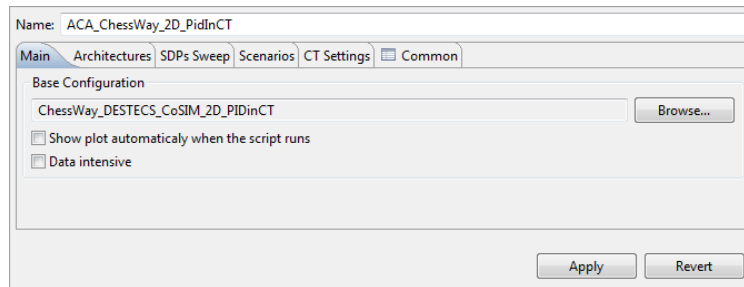 Name: ACA_ChessWay_2D_PidInCT
Main Architectures SDPs Sweep Scenarios CT Settings Common
Base Configuration
ChessWay_DESTECS_CoSIM_2D_PIDinCT Browse...
Show plot automaticaly when the script runs
Data intensive
Apply Revert